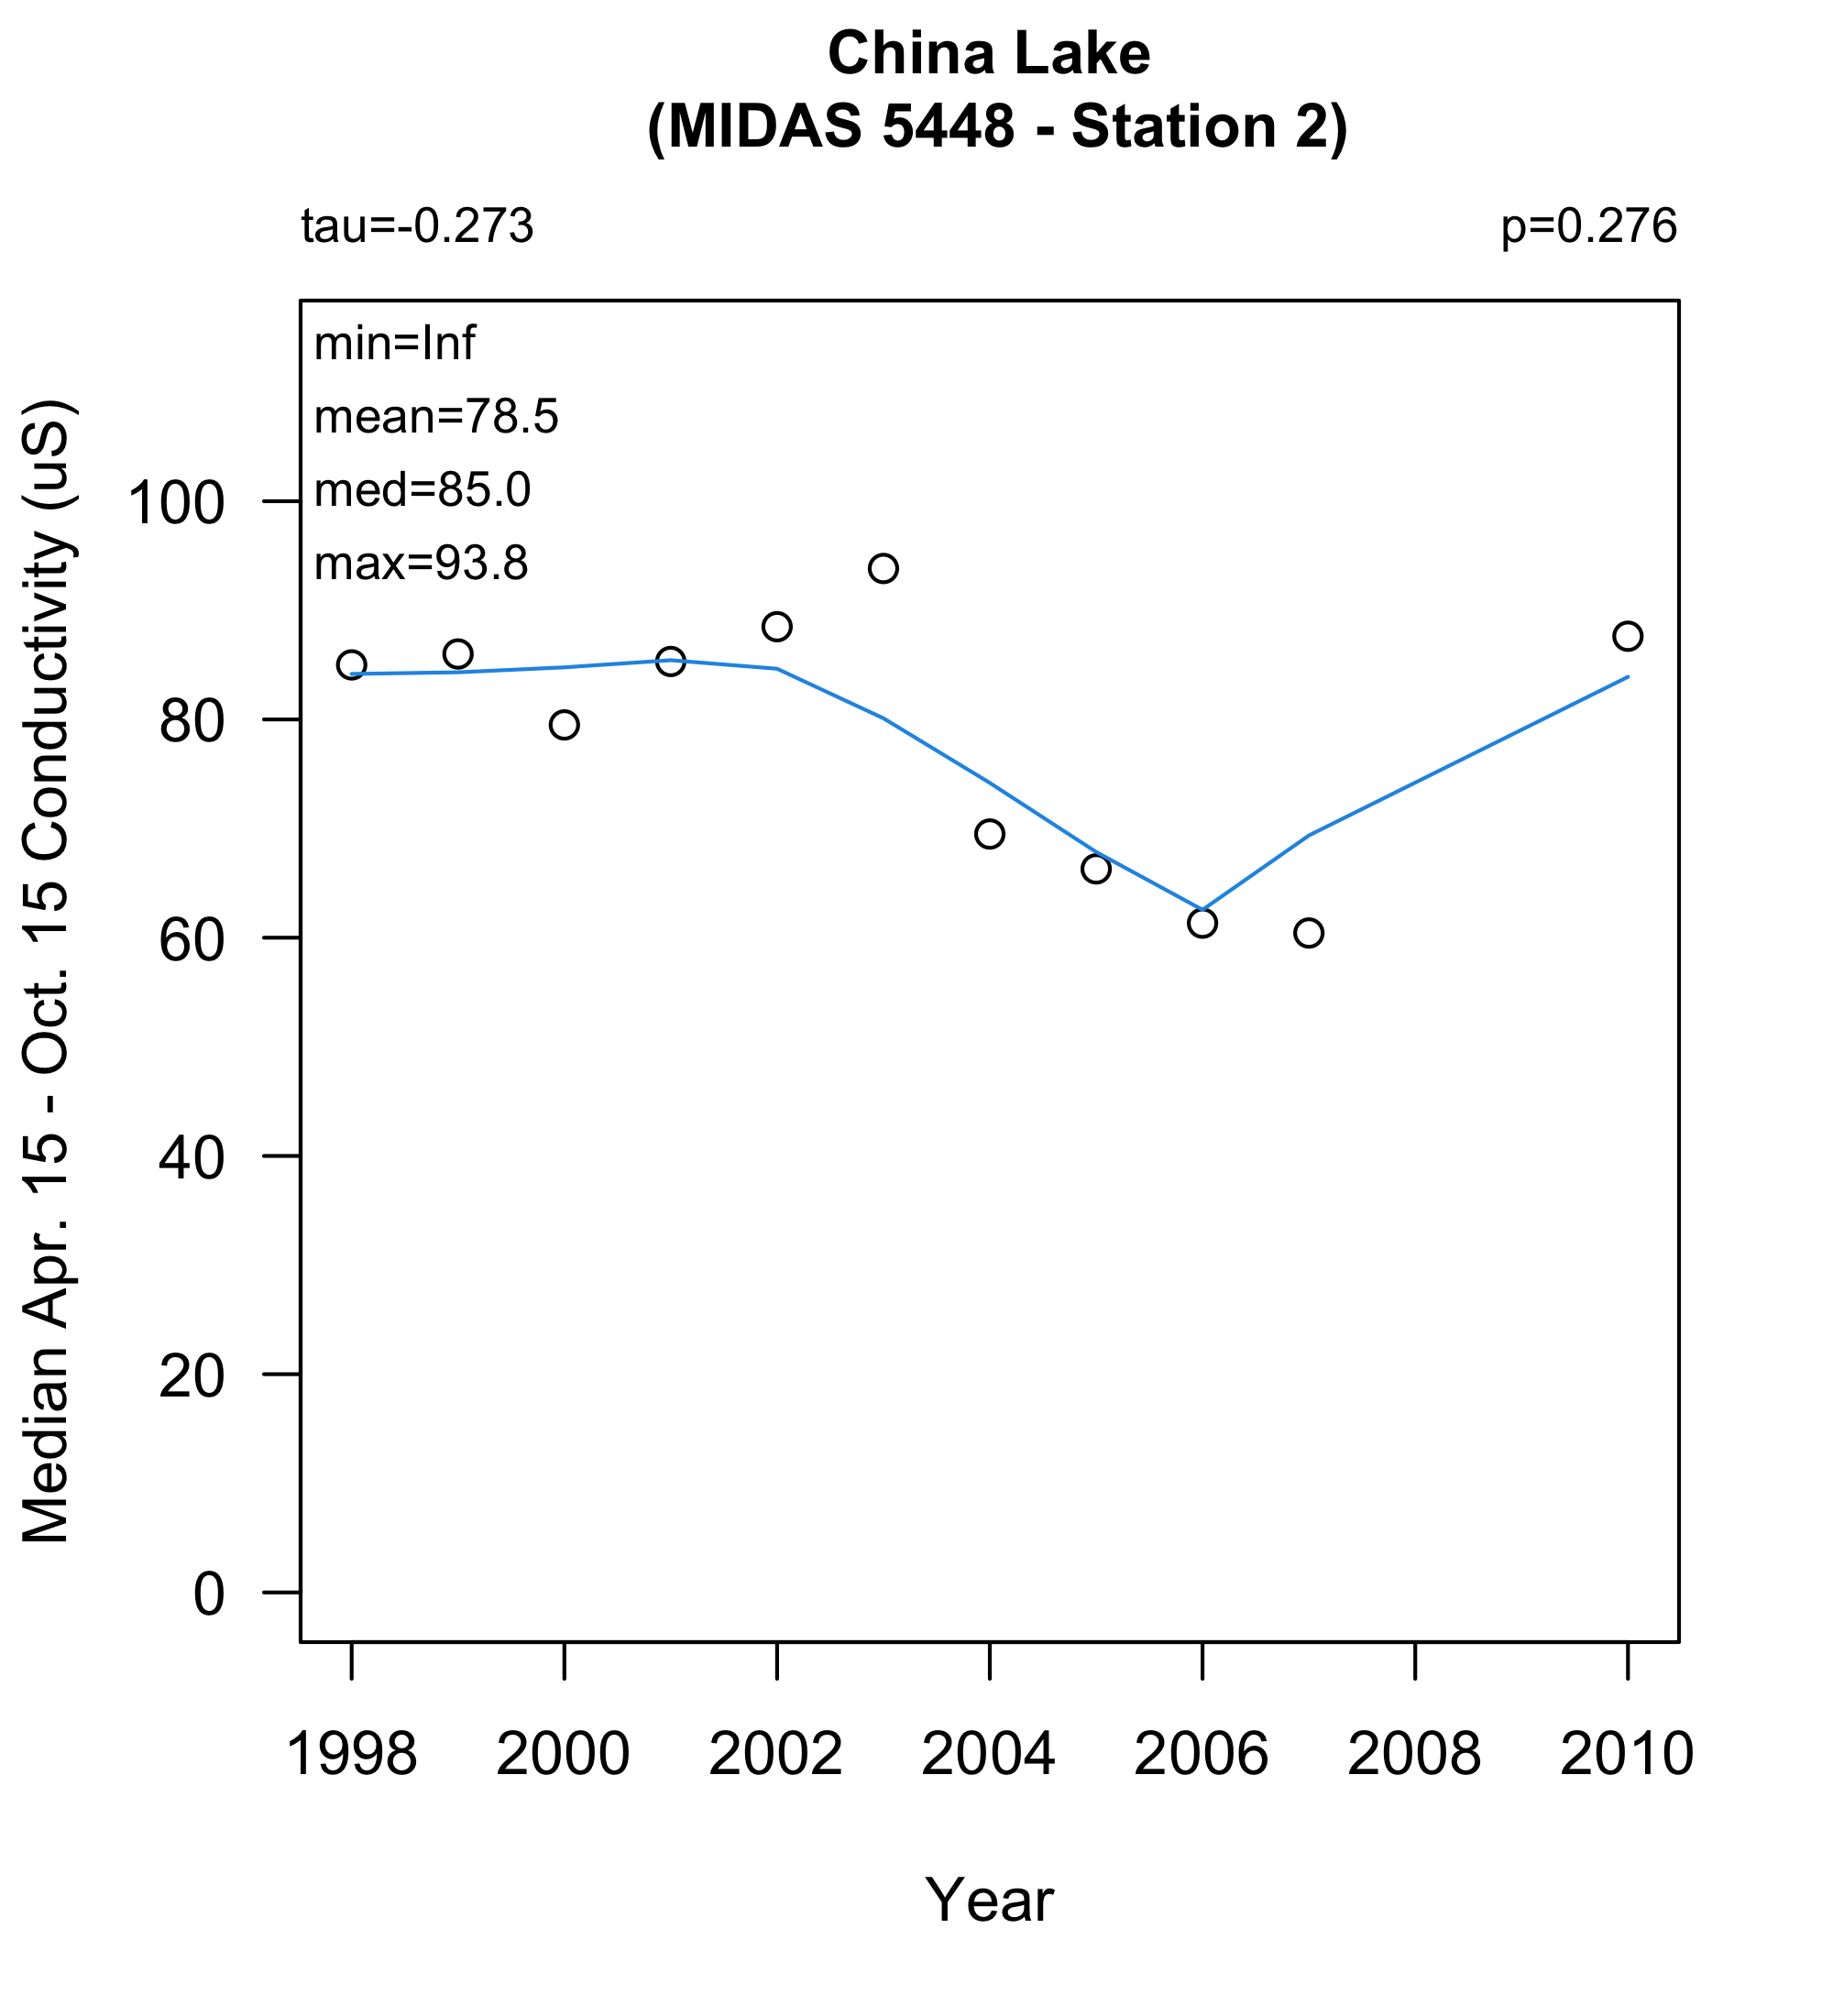 China Lake
(MIDAS 5448 - Station 2)
tau=-0.273
p=0.276
min=Inf
mean=78.5
med=85.0
max=93.8
Median Apr. 15 - Oct. 15 Conductivity (uS)
100
80
60
40
20
0
1998 2000 2002 2004 2006 2008 2010
Year